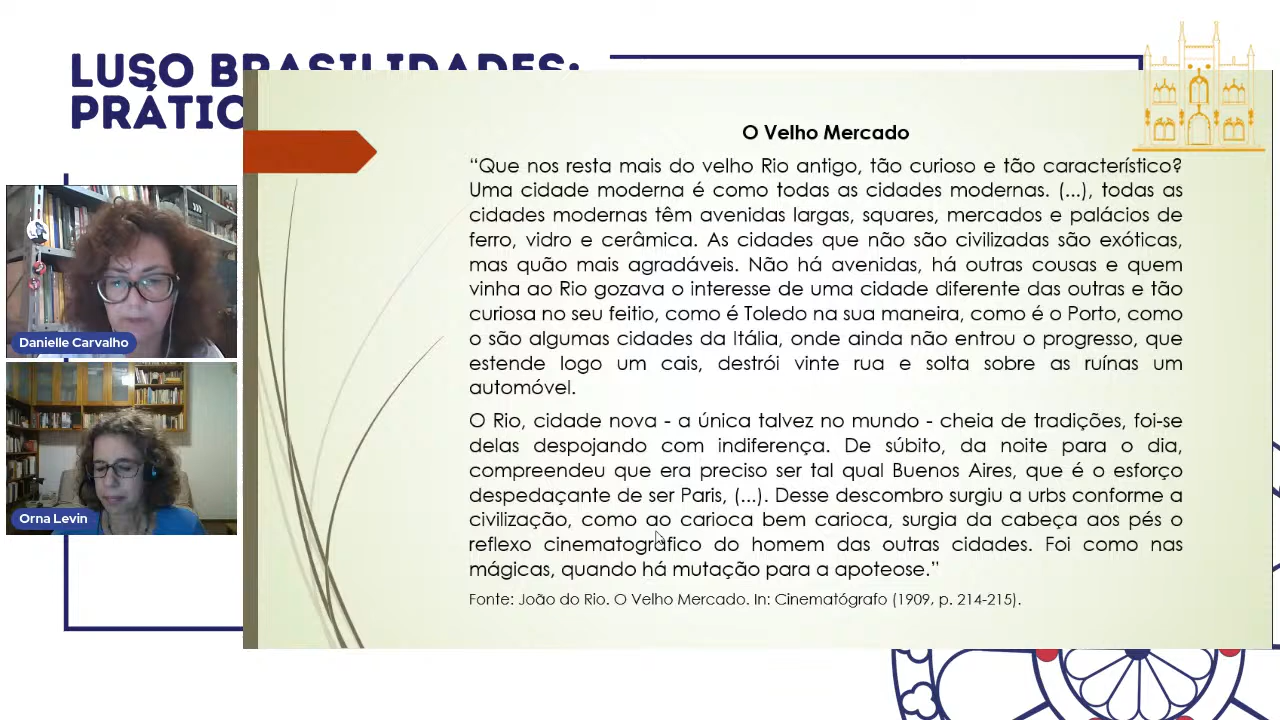 LUSO BRASILIDADES:
PRÁTIC
O Velho Mercado
“Que nos resta mais do velho Rio antigo, tão curioso e tão característico?
Uma cidade moderna é como todas as cidades modernas. (...), todas as
cidades modernas têm avenidas largas, squares, mercados e palácios de
ferro, vidro e cerâmica. As cidades que não são civilizadas são exóticas,
mas quão mais agradáveis. Não há avenidas, há outras cousas e quem
vinha ao Rio gozava o interesse de uma cidade diferente das outras e tão
curiosa no seu feitio, como é Toledo na sua maneira, como é o Porto, como
o são algumas cidades da Itália, onde ainda não entrou o progresso, que
estende logo um cais, destrói vinte rua e solta sobre as ruínas um
automóvel.
O Rio, cidade nova - a única talvez no mundo - cheia de tradições, foi-se
delas despojando com indiferença. De súbito, da noite para o dia,
compreendeu que era preciso ser tal qual Buenos Aires, que é o esforço
despedaçante de ser Paris, (...). Desse descombro surgiu a urbs conforme a
civilização, como ao carioca bem carioca, surgia da cabeça aos pés o
reflexo cinematográfico do homem das outras cidades. Foi como nas
mágicas, quando há mutação para a apoteose.”
Fonte: João do Rio. O Velho Mercado. In: Cinematógrafo (1909, p. 214-215).
Danielle Carvalho
Orna Levin